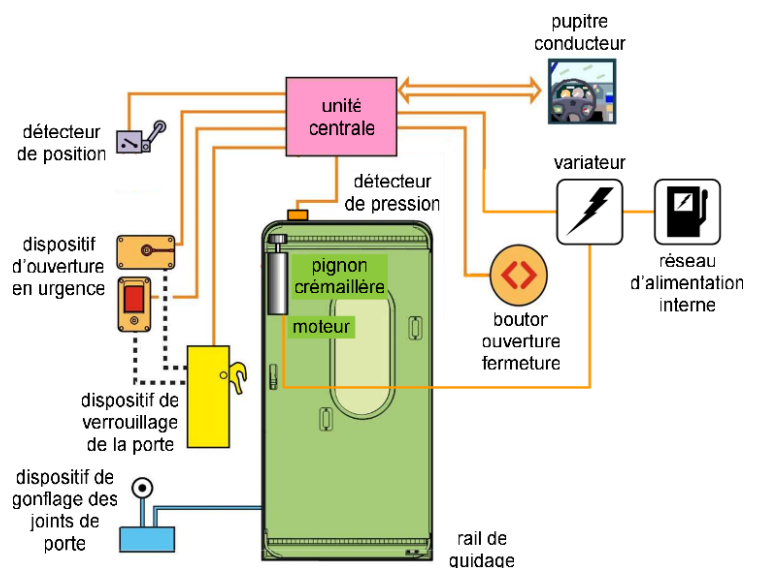 pupitre
conducteur
unité
centrale
détecteur
de position
variateur
détecteur
de pression
dispositif
d'ouverture
en urgence
pignon
crémaillère
réseau
d'alimentation
interne
moteur
boutor
ouverture
fermeture
dispositif de
verrouillage
de la porte
dispositif de
gonflage des
joints de
porte
rail de
guidage